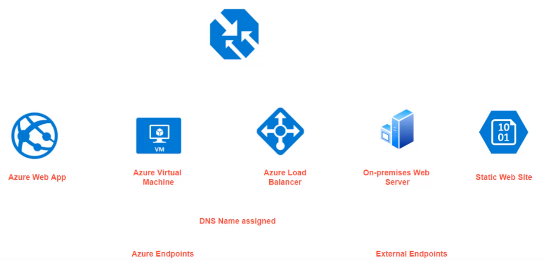 VM
10
01
Azure Web App
Azure Virtual
Machine
Azure Load
Balancer
On-premises Web
Server
Static Web Site
DNS Name assigned
Azure Endpoints
External Endpoints